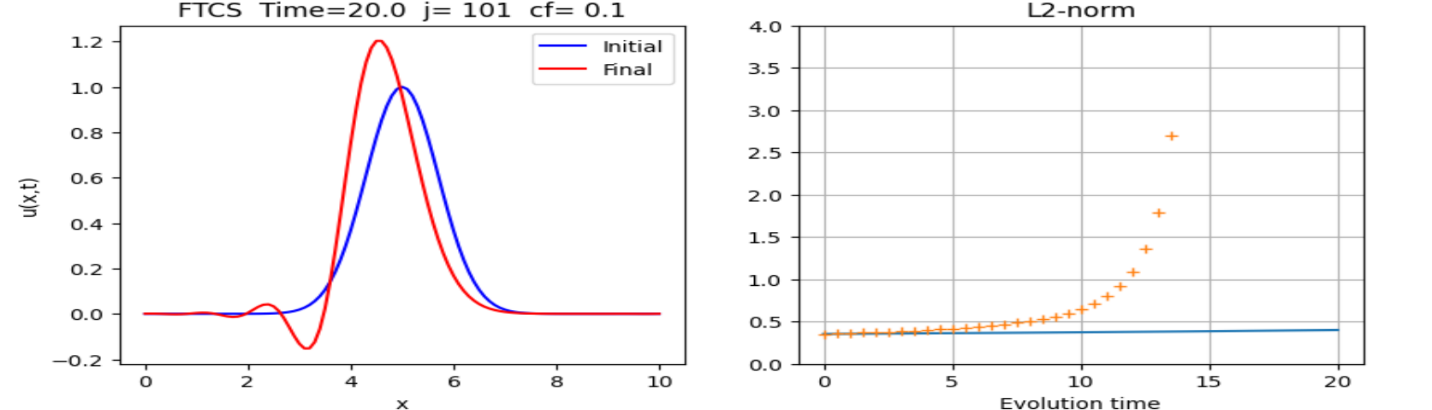 FTCS  Time=20.0  j= 101  cf= 0.1
u(x,t)
1.2
1.0
0.8
0.6
0.4
0.2
0.0
−0.2
Initial
Final
0 2 4 6 8 10
x
L2-norm
4.0
3.5
3.0
2.5
2.0
1.5
1.0
0.5
0.0
0 5 10 15 20
Evolution time